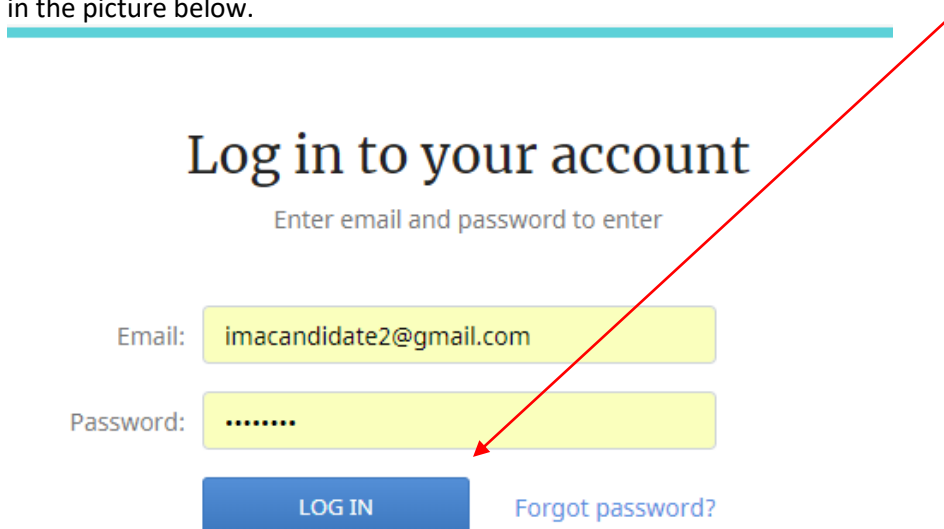 in the picture below.
Log in to your account
Enter email and password to enter
Email: imacandidate2@gmail.com
Password: ••••••••
LOG IN Forgot password?